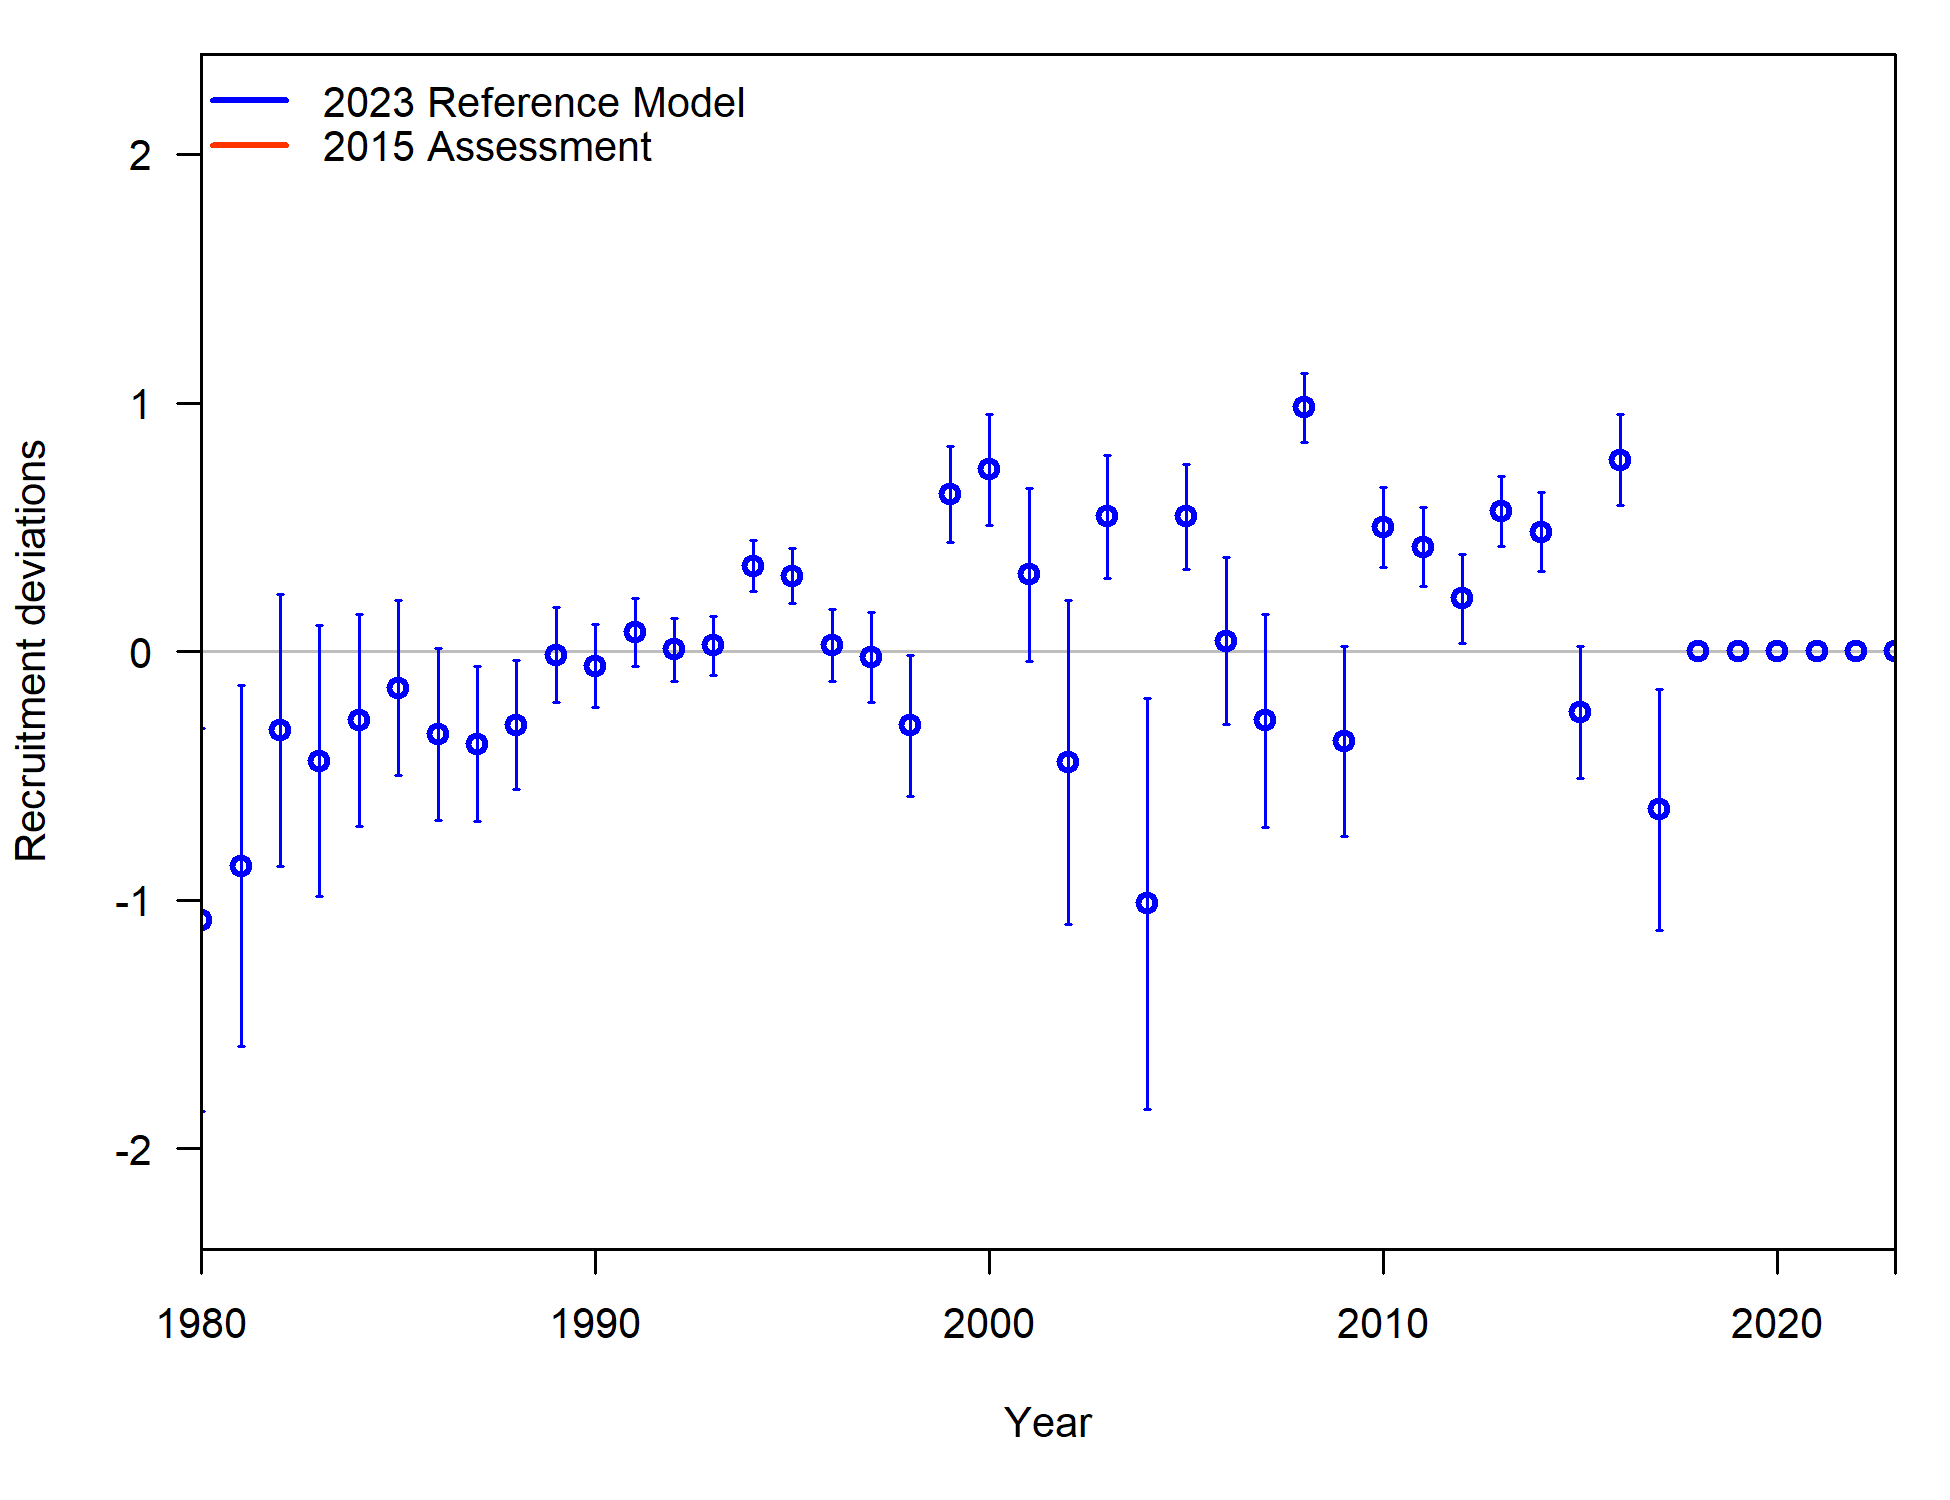 2023 Reference Model
2015 Assessment
Recruitment deviations
2
1
0
-1
-2
1980 1990 2000 2010 2020
Year